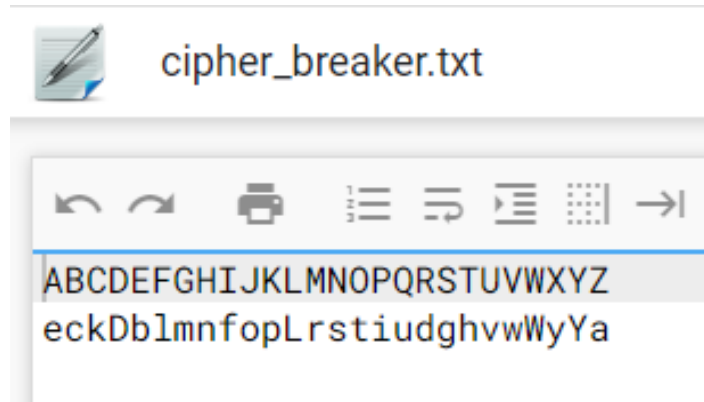 cipher_breaker.txt
ABCDEFGHIJKLMNOPQRSTUVWXYZ
eckDblmnfopLrstiudghvwWyYa